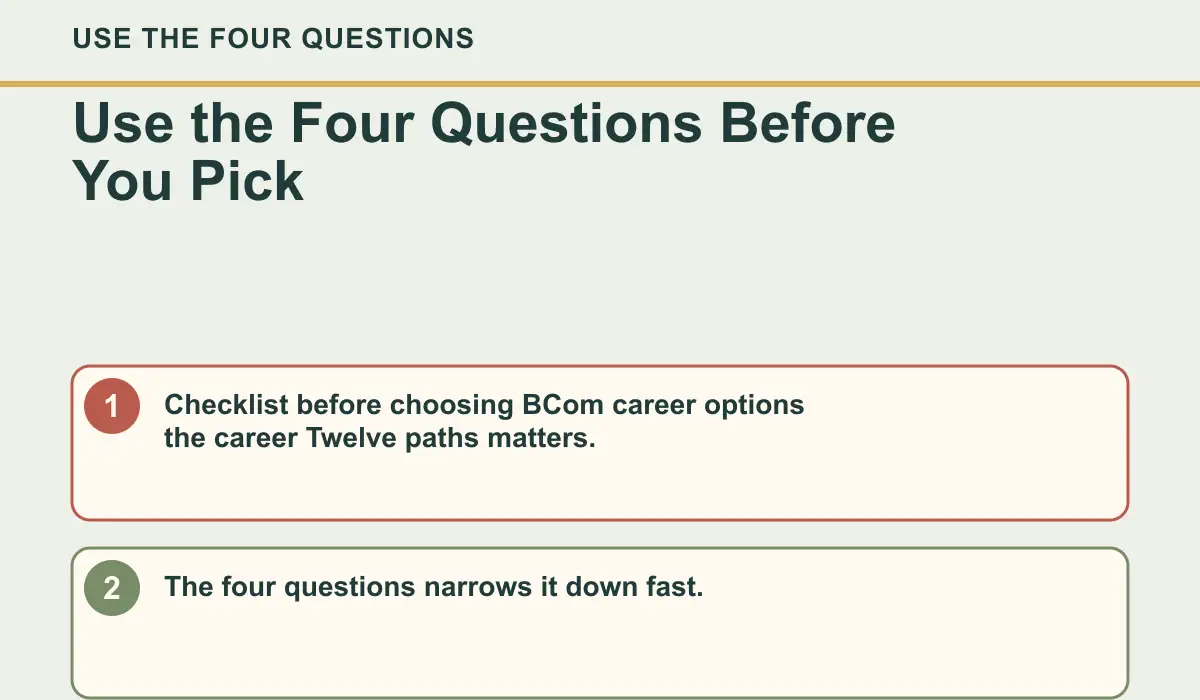 USE THE FOUR QUESTIONS
Use the Four Questions Before
You Pick
1
Checklist before choosing BCom career options
the career Twelve paths matters.
2
The four questions narrows it down fast.